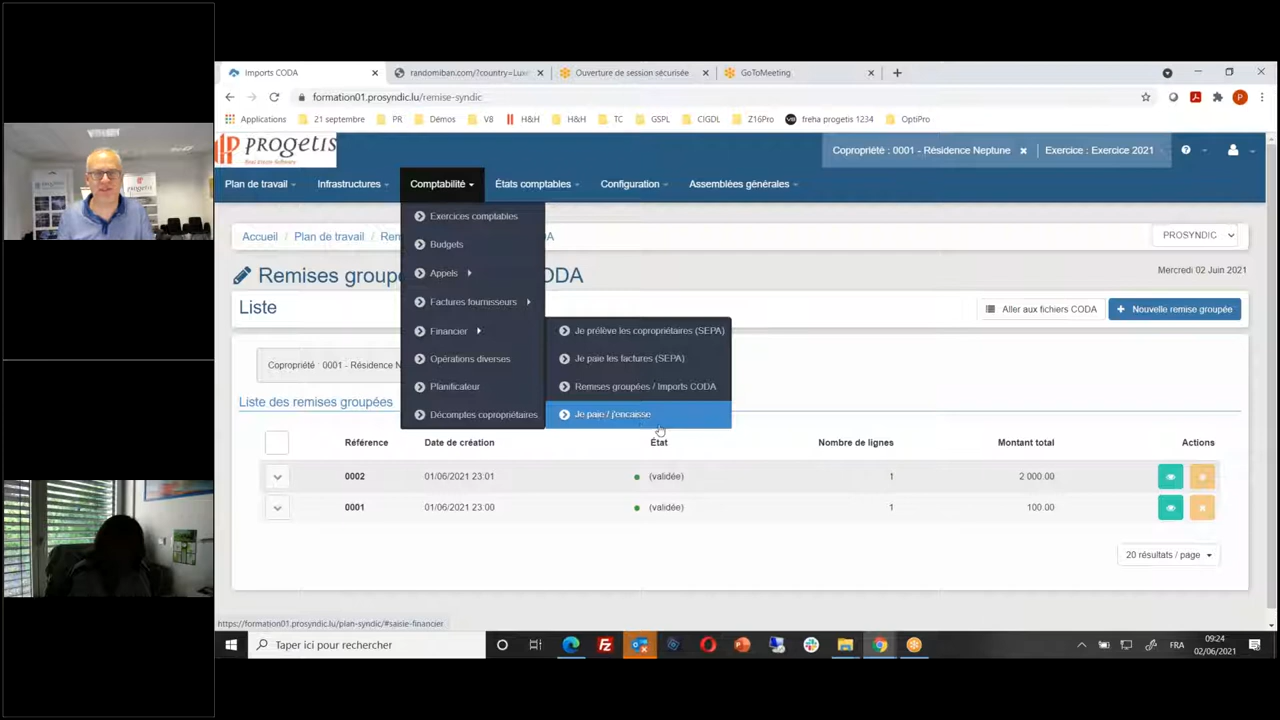 Imports CODA
randomiban.com/?country=Lux
Ouverture de session sécurisée
GoToMeeting
formation01.prosyndic.lu/remise-syndic
Applications
21 septembre
PR
Démos
V8
H&H
H&H
TC
GSPL
CIGDL
Z16Pro
freha progetis 1234
OptiPro
PROGETIS
Real Estate Software
Copropriété : 0001 - Résidence Neptune
Exercice : Exercice 2021
Plan de travail
Infrastructures
Comptabilité
États comptables
Configuration
Assemblées générales
Exercices comptables
Budgets
Appels
Factures fournisseurs
Financier
Opérations diverses
Planificateur
Décomptes copropriétaires
Je prélève les copropriétaires (SEPA)
Je paie les factures (SEPA)
Remises groupées / Imports CODA
Je paie / j'encaisse
Accueil / Plan de travail / Rem
DA
PROSYNDIC
Remises groupé
ODA
Mercredi 02 Juin 2021
Liste
Aller aux fichiers CODA
Nouvelle remise groupée
Copropriété : 0001 - Résidence N
Liste des remises groupées
Référence Date de création État Nombre de lignes Montant total Actions
0002 01/06/2021 23:01 (validée) 1 2 000.00
0001 01/06/2021 23:00 (validée) 1 100.00
20 résultats / page
https://formation01.prosyndic.lu/plan-syndic/#saisie-financier
Taper ici pour rechercher
FRA
09:24
02/06/2021